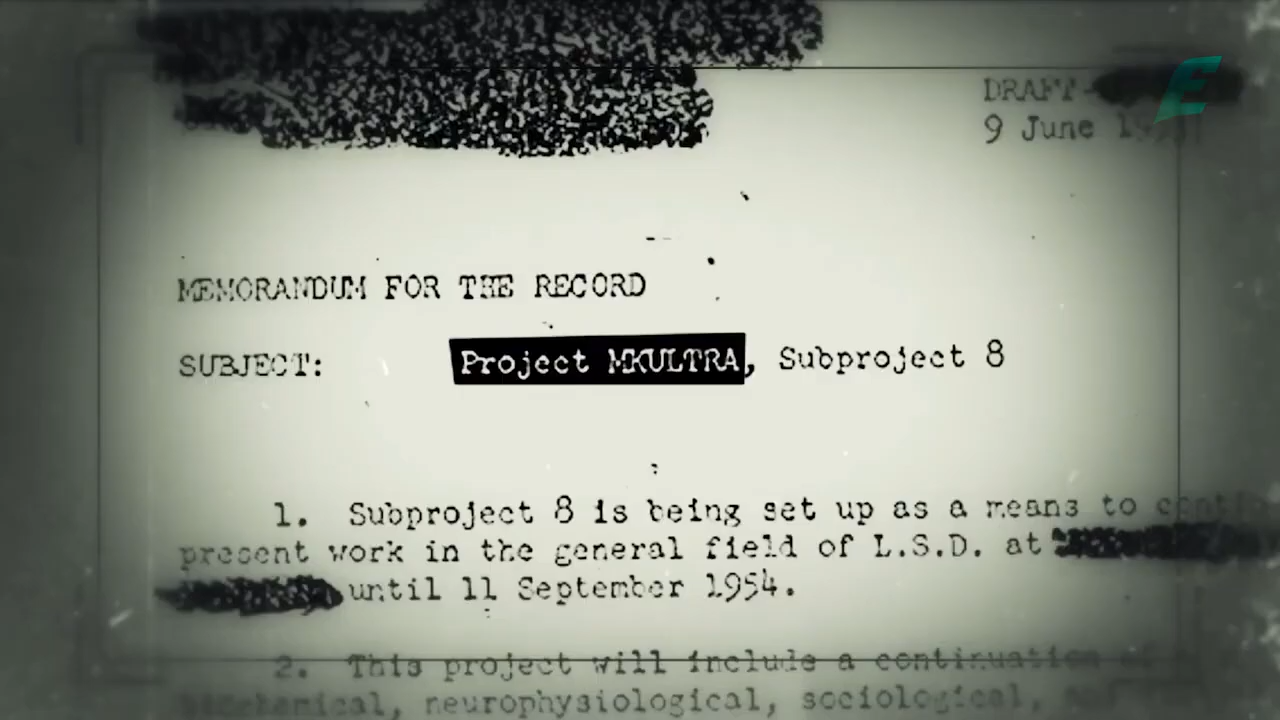 DRAFT-
9 June
MEMORANDUM FOR THE RECORD
SUBJECT: Project MKULTRA, Subproject 8
1. Subproject 8 is being set up as a means to
present work in the general field of L.S.D. at
until 11 September 1954.
2. This project will include a continuation of
neurophysiological, sociological,
E